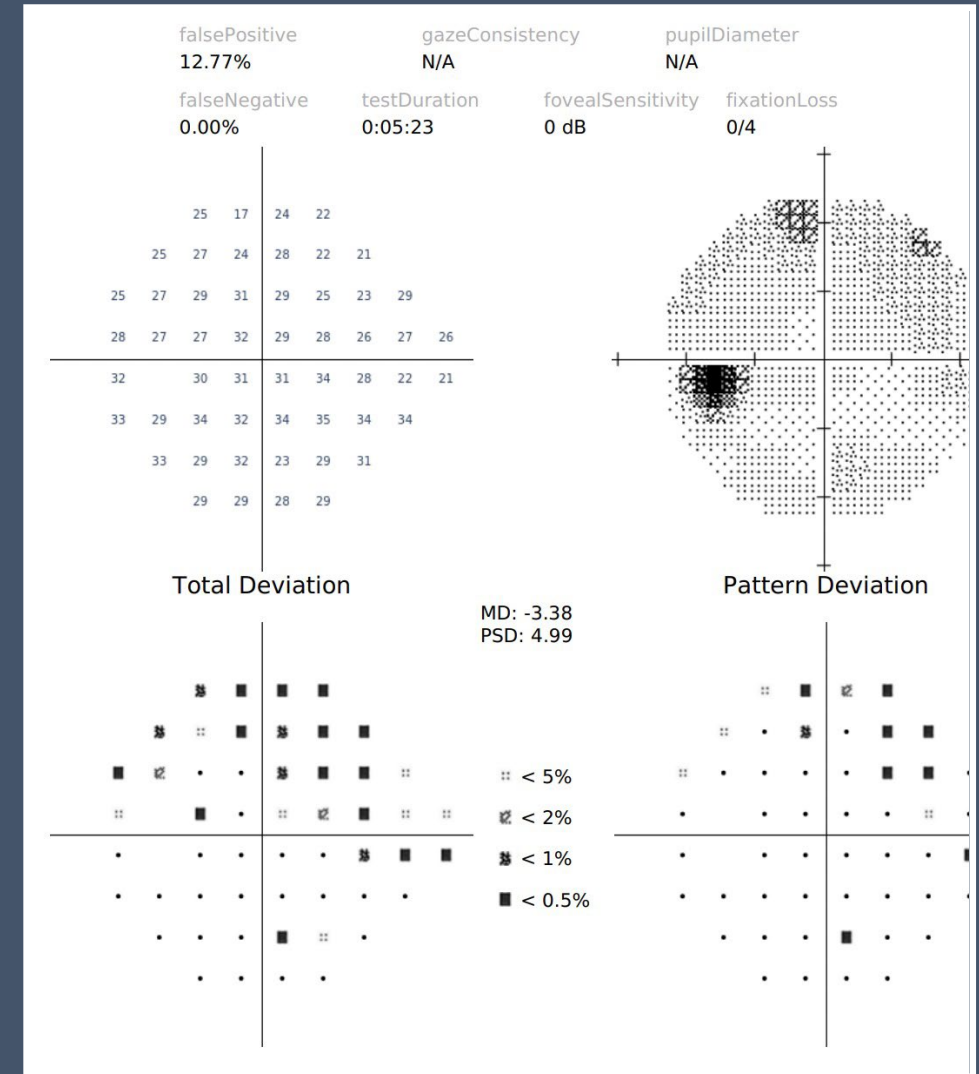 falsePositive gazeConsistency pupilDiameter
12.77% N/A N/A
falseNegative testDuration fovealSensitivity fixationLoss
0.00% 0:05:23 0 dB 0/4
25 17 24 22
25 27 24 28 22 21
25 27 29 31 29 25 23 29
28 27 27 32 29 28 26 27 26
32 30 31 31 34 28 22 21
33 29 34 32 34 35 34 34
33 29 32 23 29 31
29 29 28 29
Total Deviation Pattern Deviation
MD: -3.38
PSD: 4.99
< 5%
< 2%
< 1%
< 0.5%